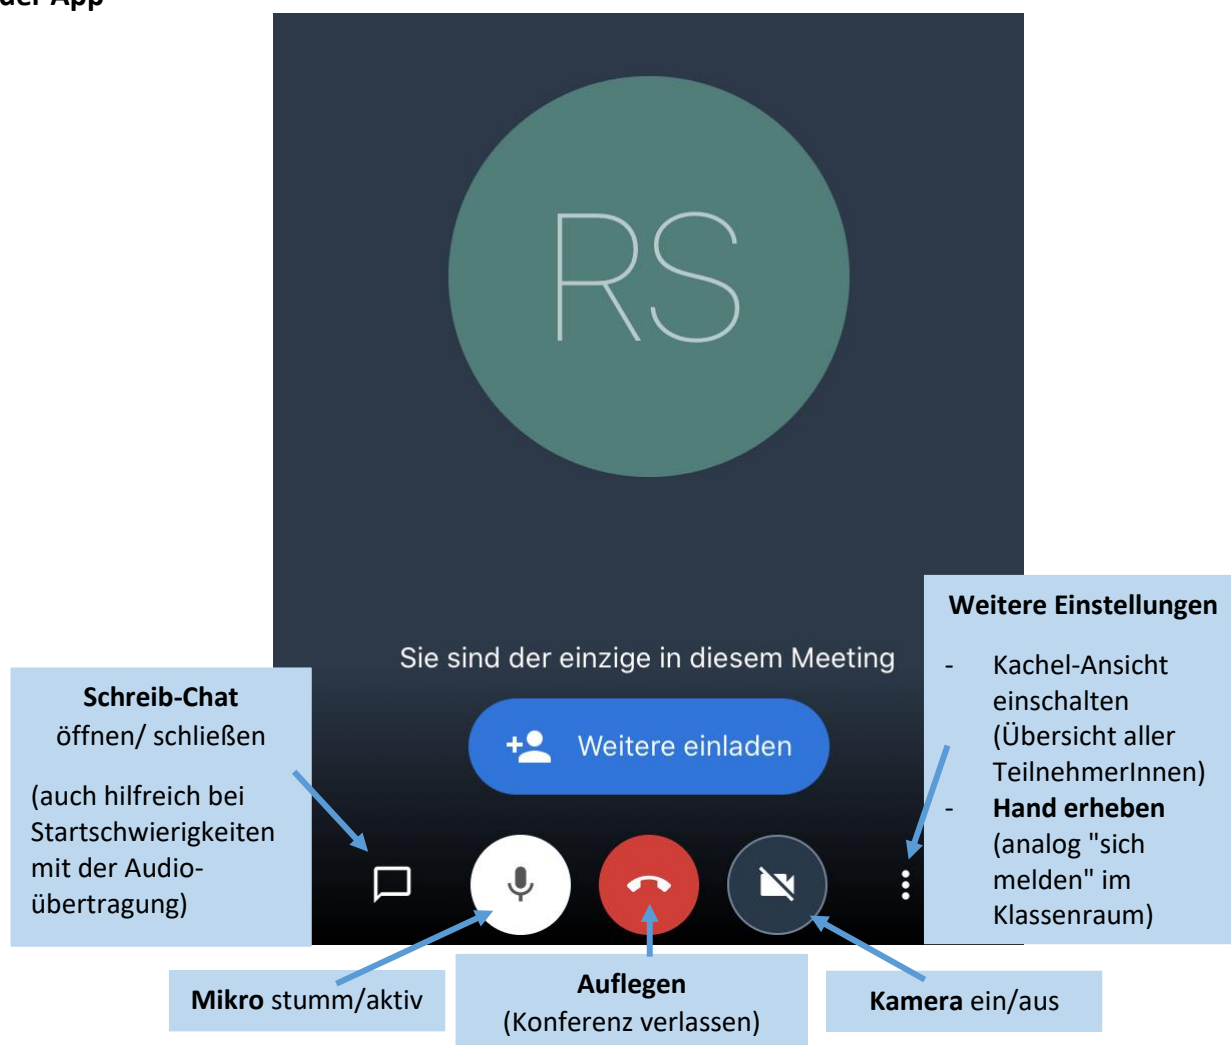 der App
RS
Sie sind der einzige in diesem Meeting
Weitere einladen
Schreib-Chat
öffnen/ schließen
(auch hilfreich bei
Startschwierigkeiten
mit der Audio-
übertragung)
Weitere Einstellungen
- Kachel-Ansicht
einschalten
(Übersicht aller
TeilnehmerInnen)
- Hand erheben
(analog "sich
melden" im
Klassenraum)
Mikro stumm/aktiv
Auflegen
(Konferenz verlassen)
Kamera ein/aus